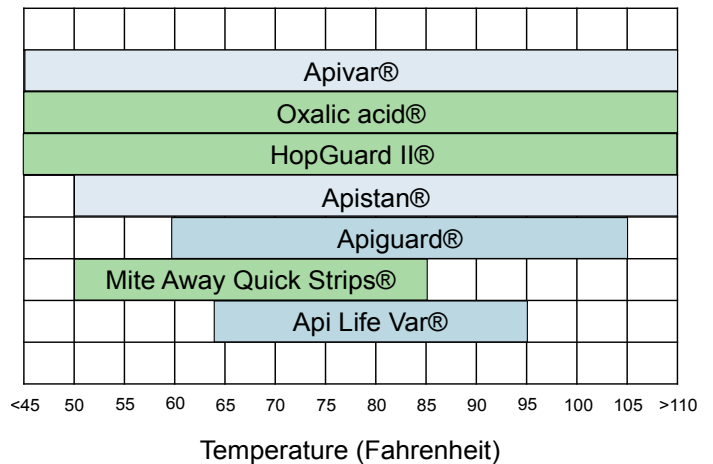 Apivar®
Oxalic acid®
HopGuard II®
Apistan®
Apiguard®
Mite Away Quick Strips®
Api Life Var®
<45 50 55 60 65 70 75 80 85 90 95 100 105 >110
Temperature (Fahrenheit)